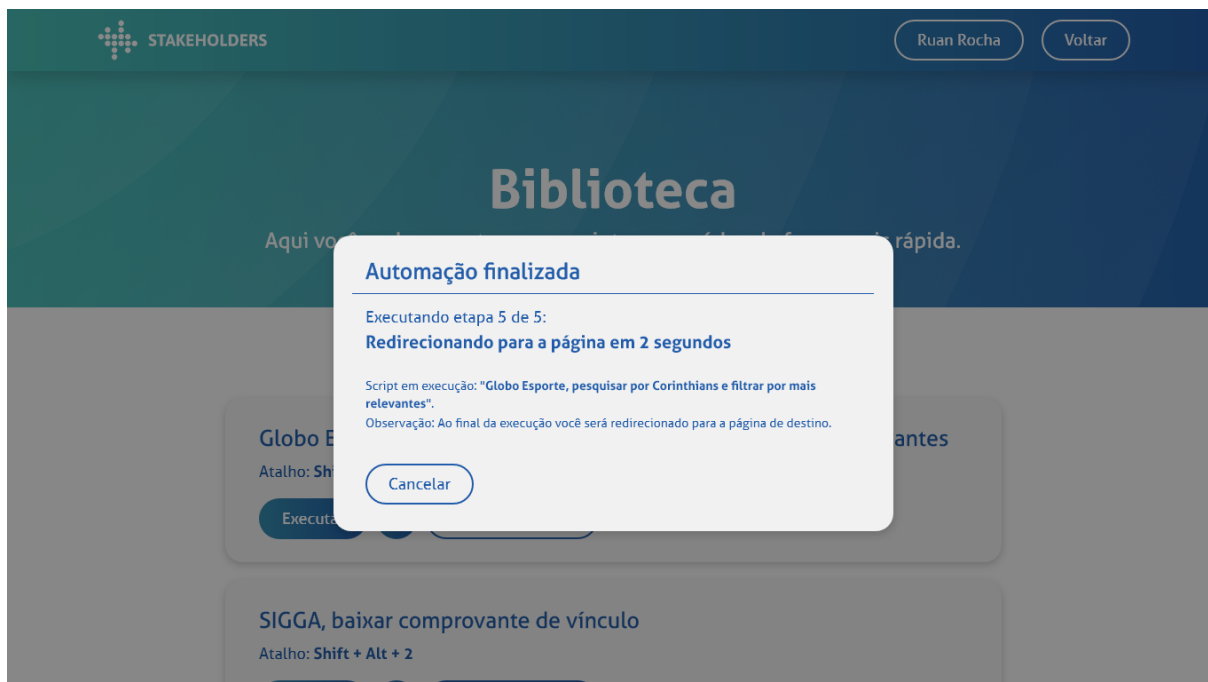 STAKEHOLDERS
Ruan Rocha
Voltar
Biblioteca
Aqui vo
rápida.
Automação finalizada
Executando etapa 5 de 5:
Redirecionando para a página em 2 segundos
Script em execução: "Globo Esporte, pesquisar por Corinthians e filtrar por mais
relevantes".
Observação: Ao final da execução você será redirecionado para a página de destino.
Cancelar
Globo E
antes
Atalho: Sh
Executa
SIGGA, baixar comprovante de vínculo
Atalho: Shift + Alt + 2